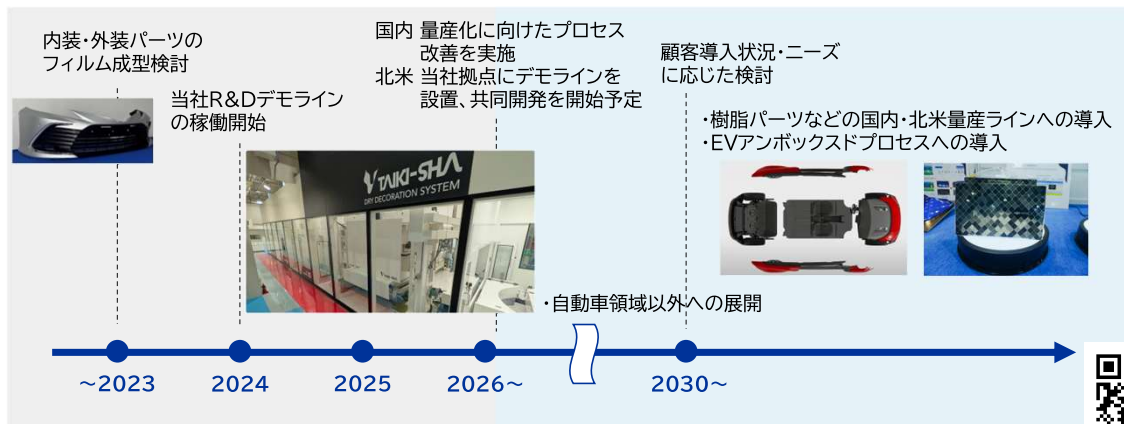 内装・外装パーツの
フィルム成型検討
当社R&Dデモライン
の稼働開始
国内 量産化に向けたプロセス
改善を実施
北米 当社拠点にデモラインを
設置、共同開発を開始予定
顧客導入状況・ニーズ
に応じた検討
・樹脂パーツなどの国内・北米量産ラインへの導入
・EVアンボックスドプロセスへの導入
TAIKI-SHA
DRY DECORATION SYSTEM
・自動車領域以外への展開
～2023
2024
2025
2026～
2030～